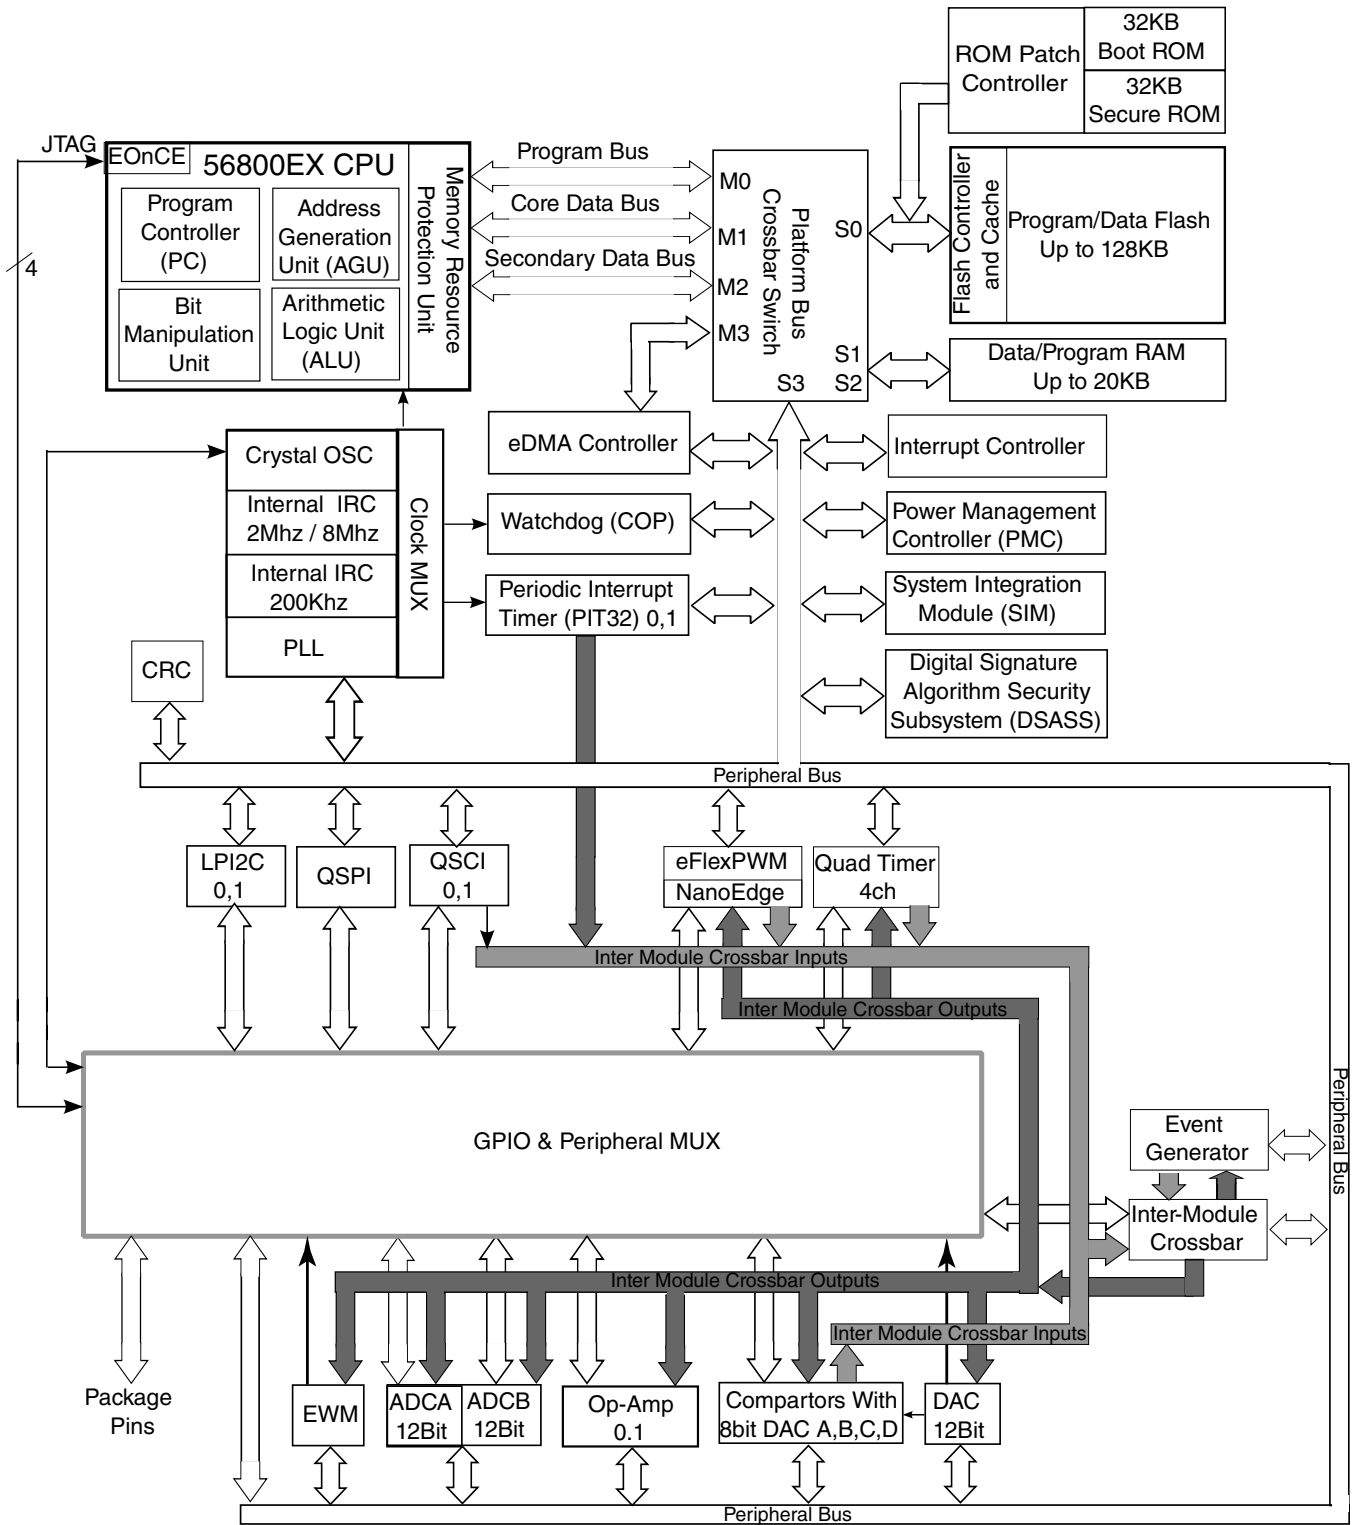 32KB
Boot ROM
ROM Patch
Controller
32KB
Secure ROM
JTAG
EOnCE
56800EX CPU
Program
Controller
(PC)
Address
Generation
Unit (AGU)
Bit
Manipulation
Unit
Arithmetic
Logic Unit
(ALU)
Memory Resource
Protection Unit
4
Program Bus
Core Data Bus
Secondary Data Bus
M0
M1
M2
M3
Platform Bus
Crossbar Swirch
S0
S1
S2
S3
Flash Controller
and Cache
Program/Data Flash
Up to 128KB
Data/Program RAM
Up to 20KB
eDMA Controller
Interrupt Controller
Crystal OSC
Internal IRC
2Mhz / 8Mhz
Internal IRC
200Khz
PLL
Clock MUX
Watchdog (COP)
Power Management
Controller (PMC)
Periodic Interrupt
Timer (PIT32) 0,1
System Integration
Module (SIM)
CRC
Digital Signature
Algorithm Security
Subsystem (DSASS)
Peripheral Bus
LPI2C
0,1
QSPI
QSCI
0,1
eFlexPWM
NanoEdge
Quad Timer
4ch
Inter Module Crossbar Inputs
Inter Module Crossbar Outputs
GPIO & Peripheral MUX
Peripheral Bus
Event
Generator
Inter-Module
Crossbar
Inter Module Crossbar Outputs
Inter Module Crossbar Inputs
Package
Pins
EWM
ADCA
12Bit
ADCB
12Bit
Op-Amp
0.1
Compartors With
8bit DAC A,B,C,D
DAC
12Bit
Peripheral Bus